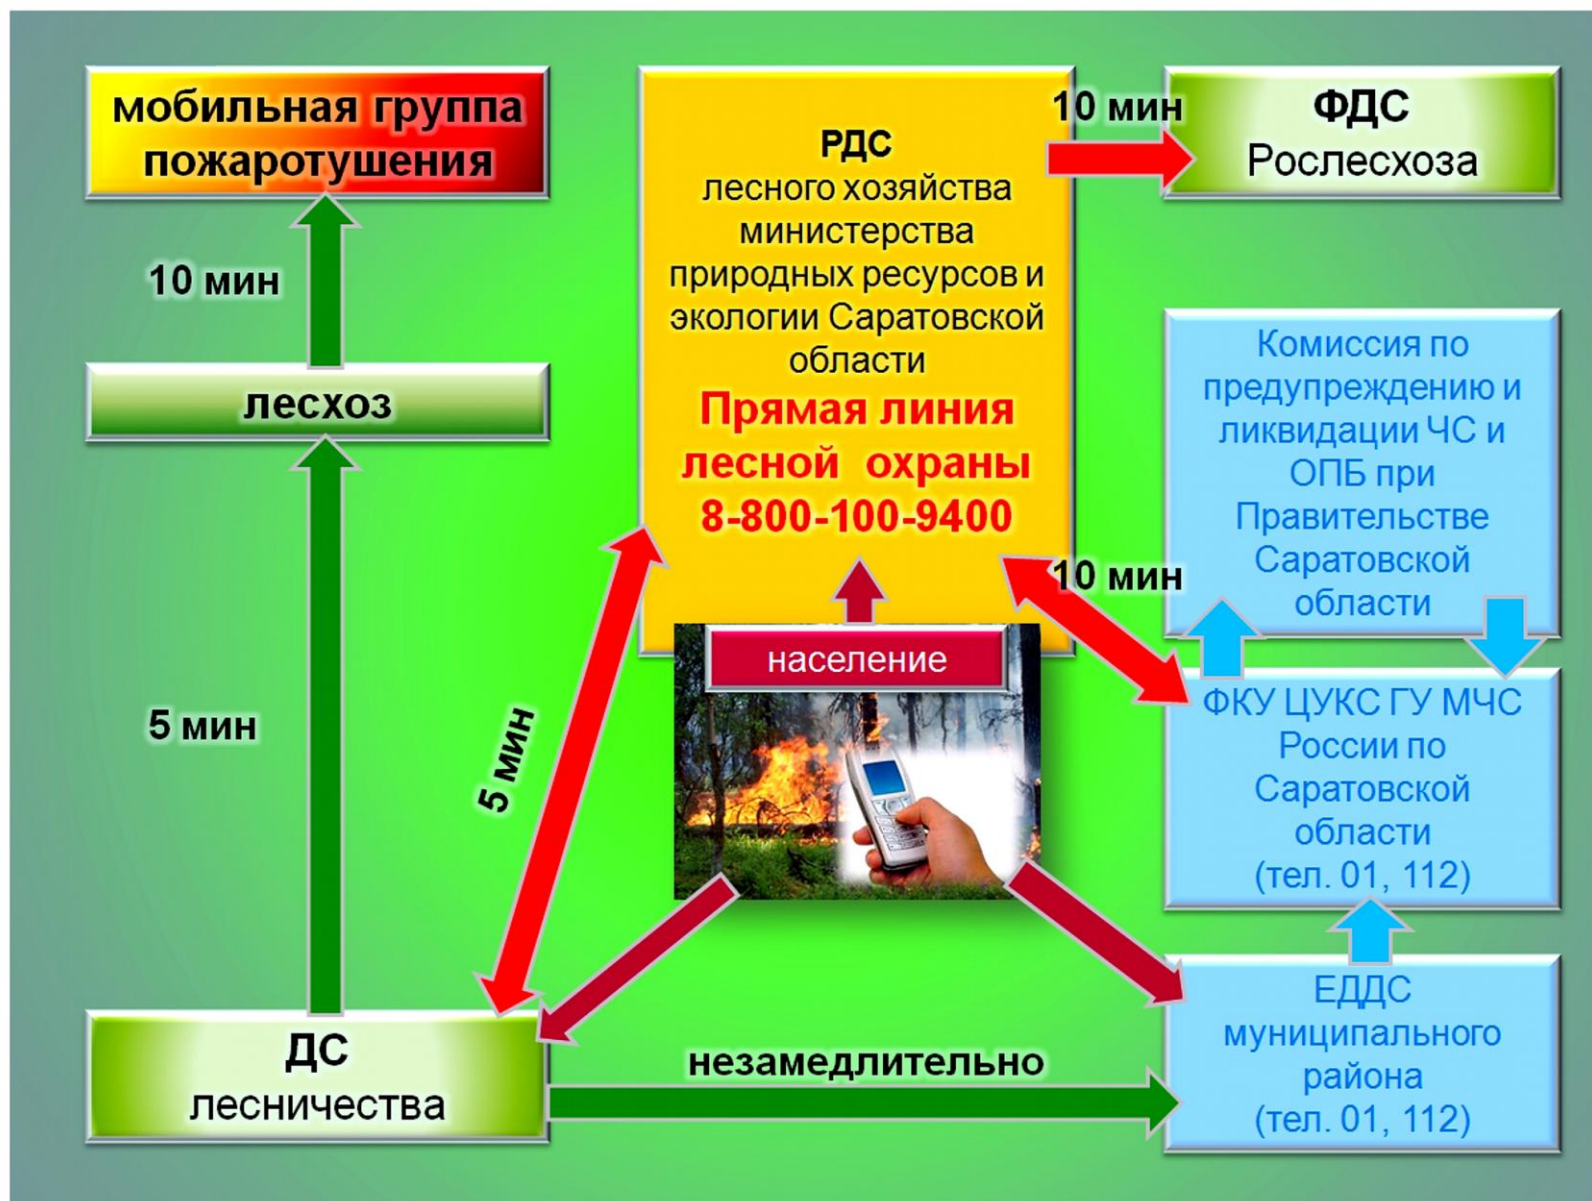 мобильная группа
пожаротушения
10 мин
лесхоз
5 мин
ДС
лесничества
РДС
лесного хозяйства
министерства
природных ресурсов и
экологии Саратовской
области
Прямая линия
лесной охраны
8-800-100-9400
население
5 мин
незамедлительно
10 мин
ФДС
Рослесхоза
10 мин
Комиссия по
предупреждению и
ликвидации ЧС и
ОПБ при
Правительстве
Саратовской
области
ФКУ ЦУКС ГУ МЧС
России по
Саратовской
области
(тел. 01, 112)
ЕДДС
муниципального
района
(тел. 01, 112)